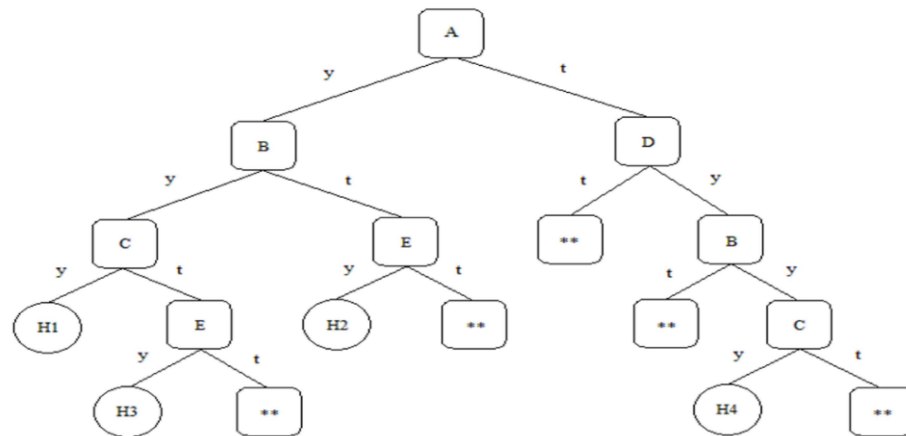 A
y t
B D
y t t y
C E ** B
y t y t t y
H1 E H2 ** ** C
y t y t
H3 ** H4 **